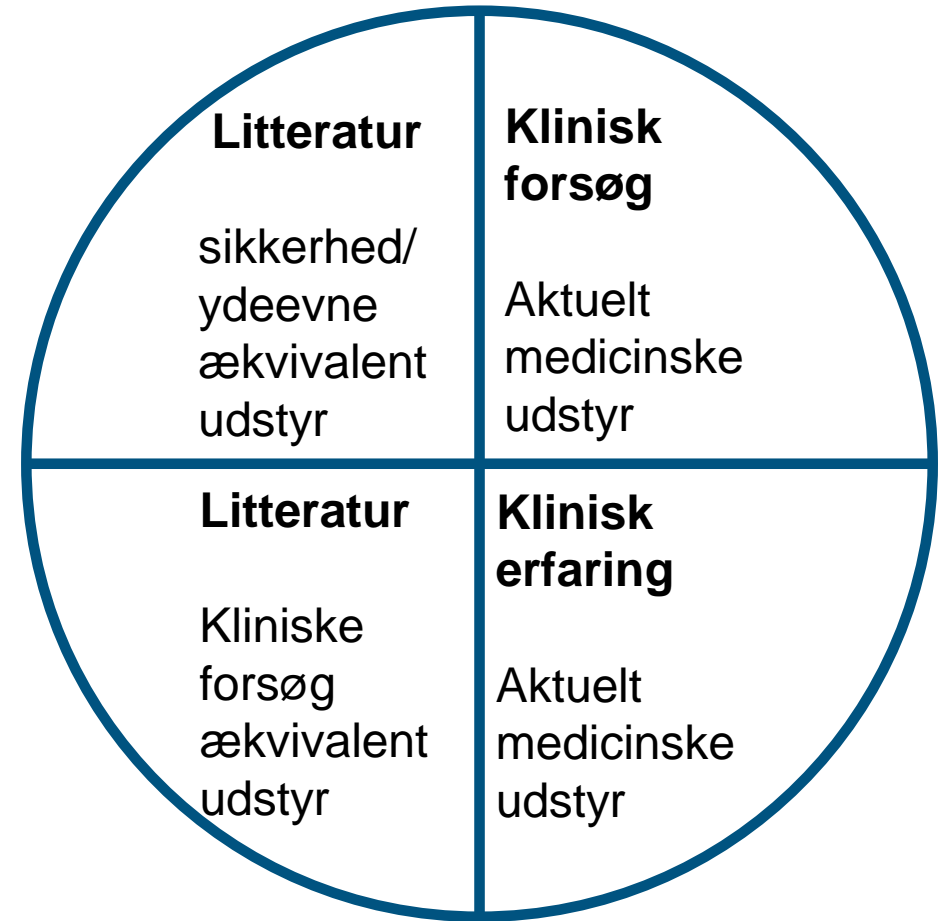 Litteratur
sikkerhed/
ydeevne
ækvivalent
udstyr
Klinisk
forsøg
Aktuelt
medicinske
udstyr
Litteratur
Kliniske
forsøg
ækvivalent
udstyr
Klinisk
erfaring
Aktuelt
medicinske
udstyr